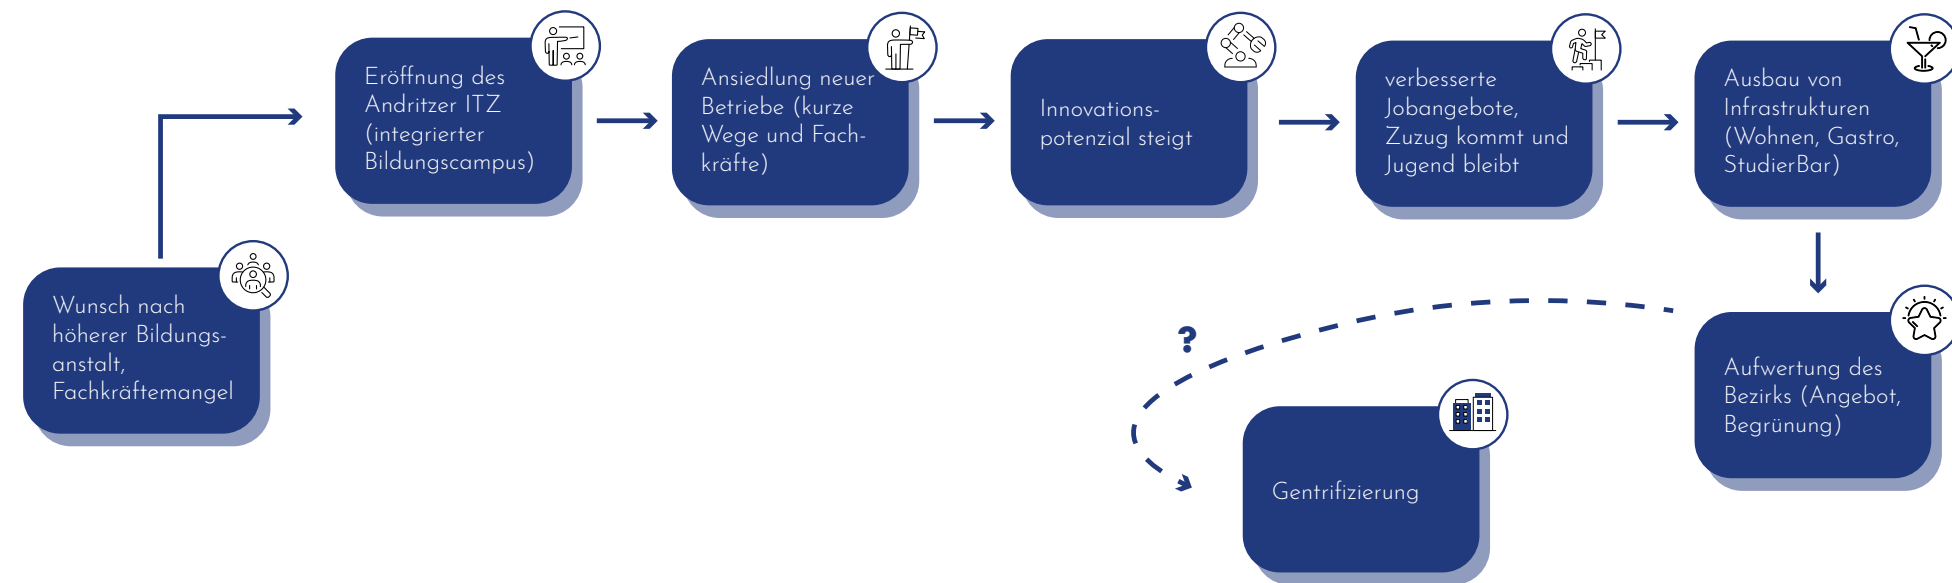 Wunsch nach
höherer Bildungs-
anstalt,
Fachkräftemangel
Eröffnung des
Andritzer ITZ
(integrierter
Bildungscampus)
Ansiedlung neuer
Betriebe (kurze
Wege und Fach-
kräfte)
Innovations-
potenzial steigt
verbesserte
Jobangebote,
Zuzug kommt und
Jugend bleibt
Ausbau von
Infrastrukturen
(Wohnen, Gastro,
StudierBar)
Aufwertung des
Bezirks (Angebot,
Begrünung)
?
Gentrifizierung